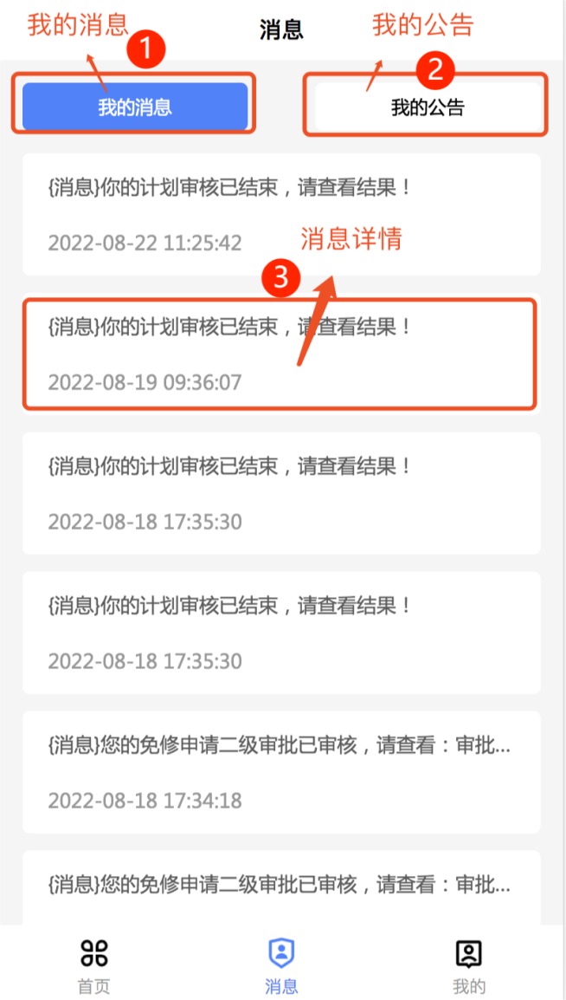 我的消息
1
消息
我的公告
2
我的消息
我的公告
{消息}你的计划审核已结束，请查看结果！
2022-08-22 11:25:42
消息详情
3
{消息}你的计划审核已结束，请查看结果！
2022-08-19 09:36:07
{消息}你的计划审核已结束，请查看结果！
2022-08-18 17:35:30
{消息}你的计划审核已结束，请查看结果！
2022-08-18 17:35:30
{消息}您的免修申请二级审批已审核，请查看：审批...
2022-08-18 17:34:18
{消息}您的免修申请二级审批已审核，请查看：审批...
首页
消息
我的